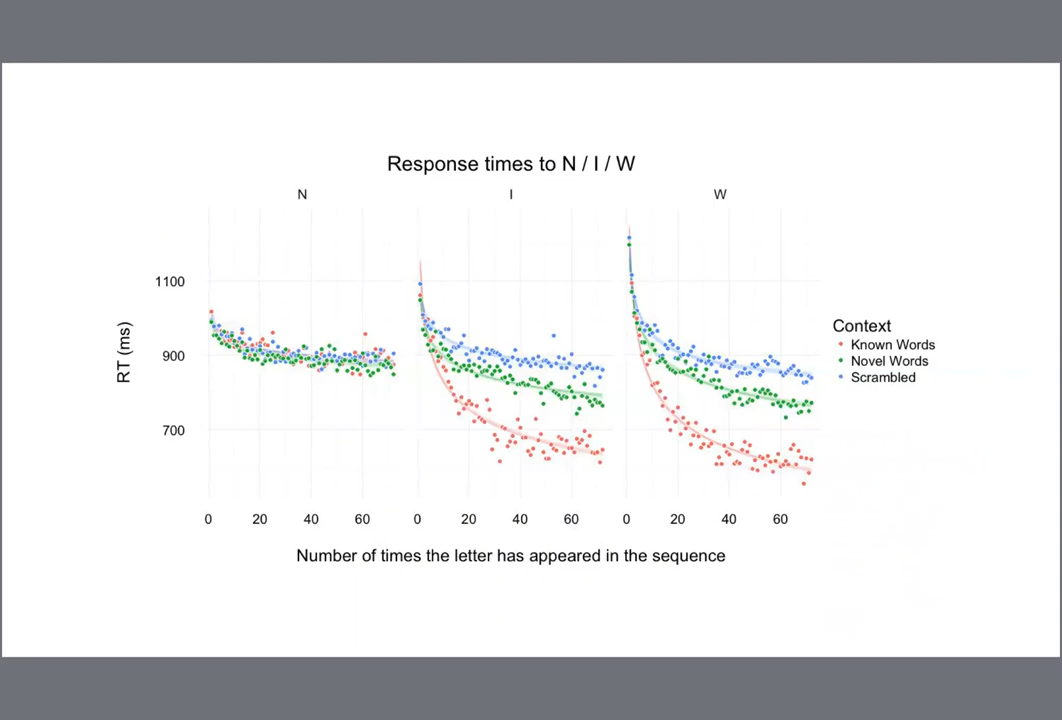 Response times to N / I / W
N
I
W
1100
900
700
RT (ms)
0 20 40 60
0 20 40 60
0 20 40 60
Number of times the letter has appeared in the sequence
Context
Known Words
Novel Words
Scrambled